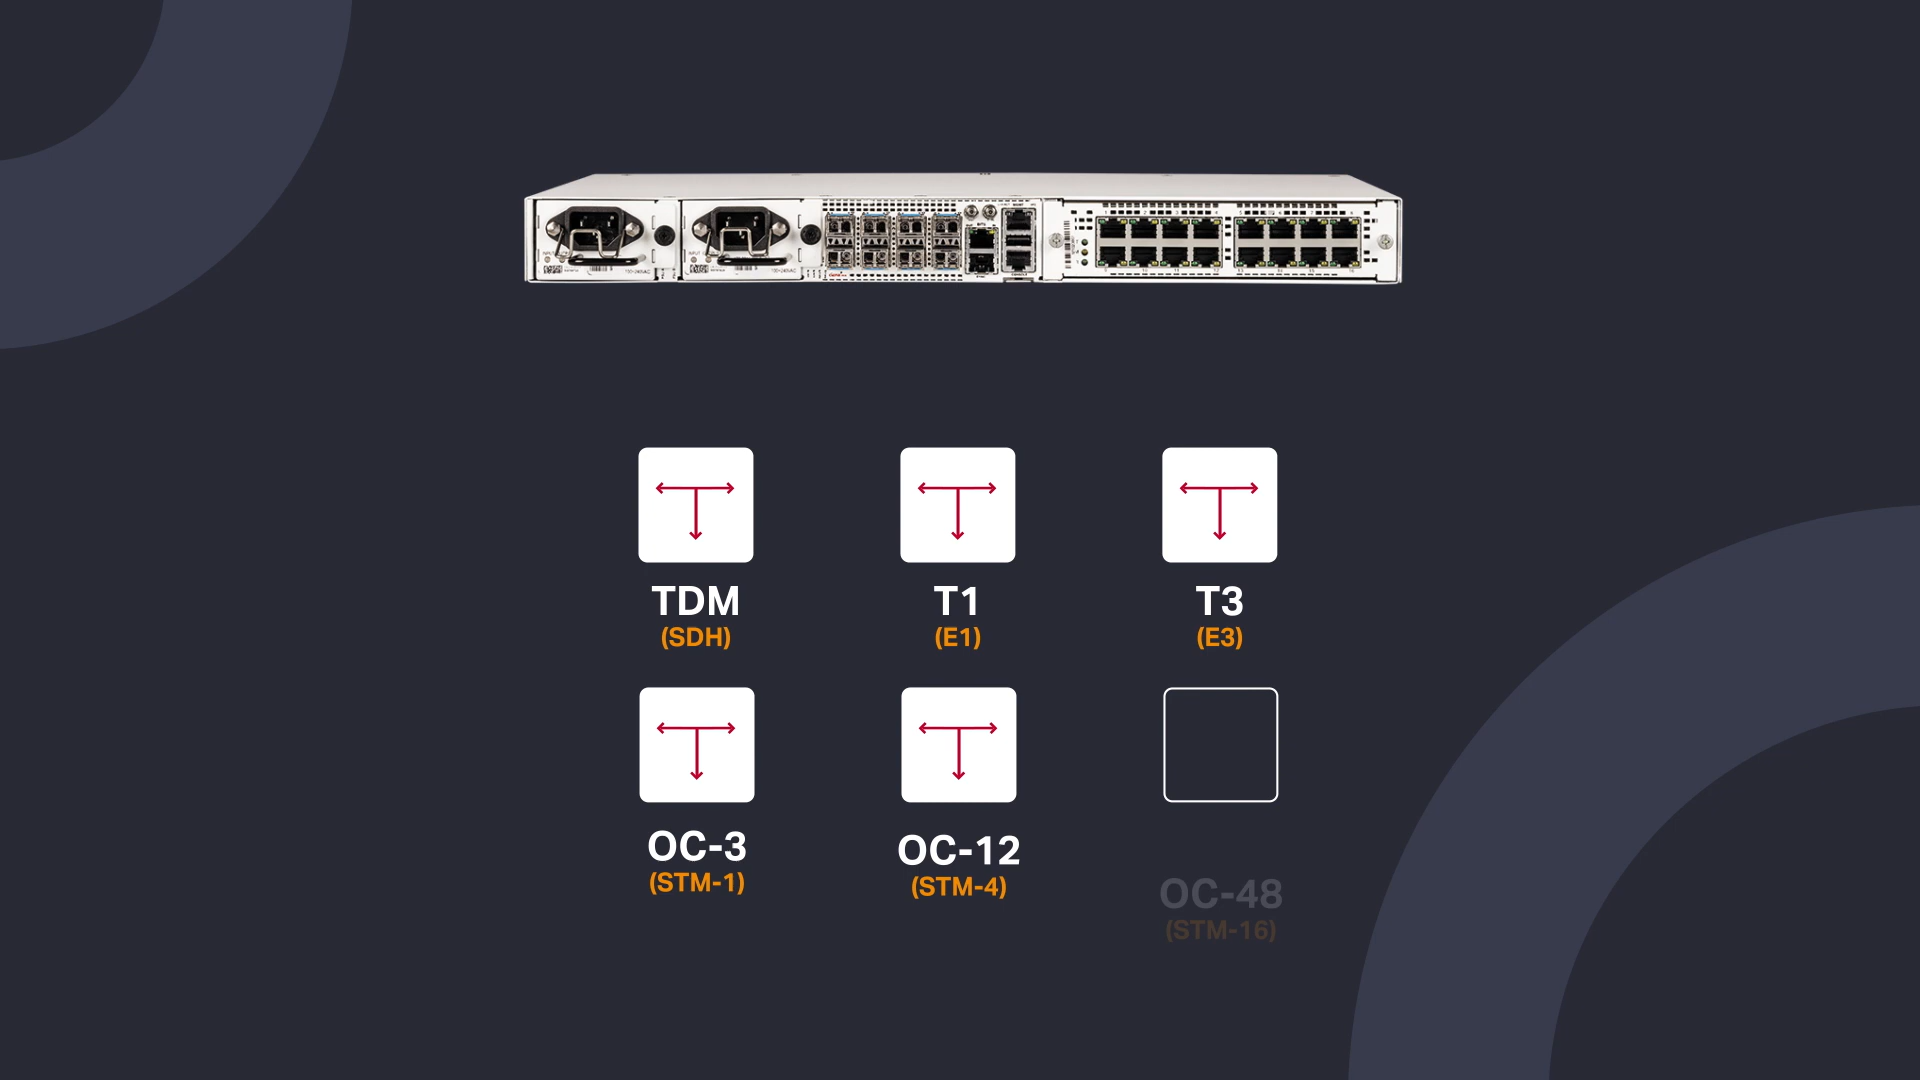 TDM
(SDH)
T1
(E1)
T3
(E3)
OC-3
(STM-1)
OC-12
(STM-4)
OC-48
(STM-16)